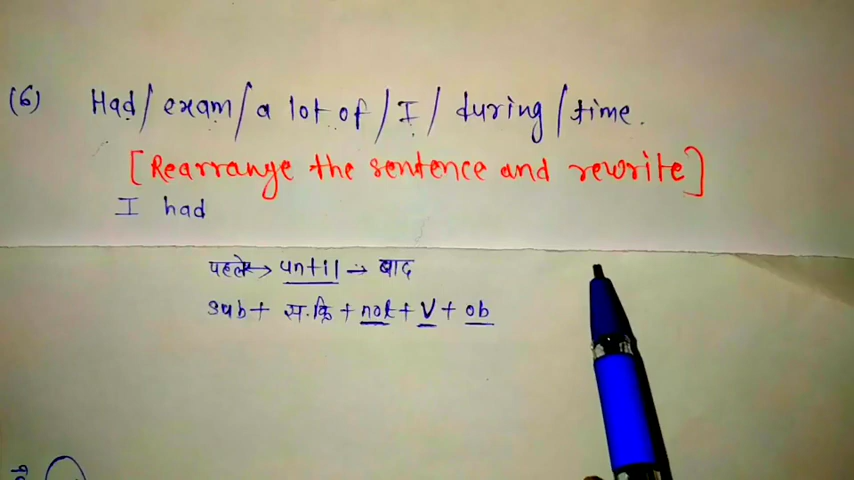 (6) Had/ exam/ a lot of / I / during / time.
[Rearrange the sentence and rewrite]
I had
पहले → until → बाद
sub + स.क्रि + not + V + ob